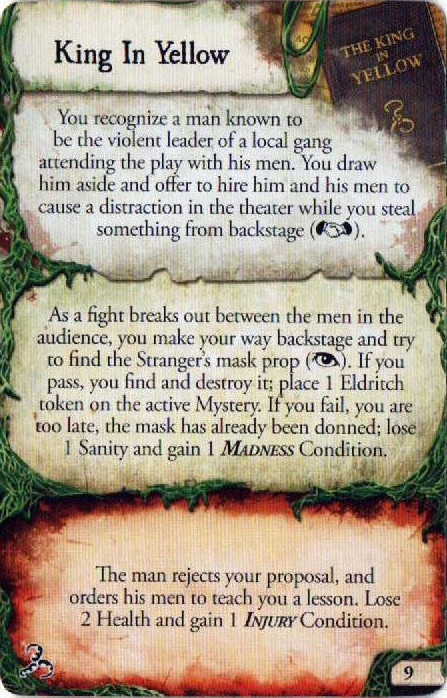 King In Yellow
THE KING
IN
YELLOW
You recognize a man known to
be the violent leader of a local gang
attending the play with his men. You draw
him aside and offer to hire him and his men to
cause a distraction in the theater while you steal
something from backstage ( ).
As a fight breaks out between the men in the
audience, you make your way backstage and try
to find the Stranger's mask prop ( ). If you
pass, you find and destroy it; place 1 Eldritch
token on the active Mystery. If you fail, you are
too late, the mask has already been donned; lose
1 Sanity and gain 1 MADNESS Condition.
The man rejects your proposal, and
orders his men to teach you a lesson. Lose
2 Health and gain 1 INJURY Condition.
9